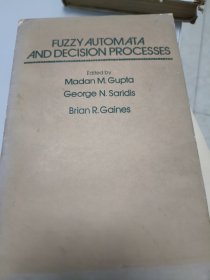 FUZZY AUTOMATA
AND DECISION PROCESSES
Edited by
Madan M. Gupta
George N. Saridis
Brian R. Gaines